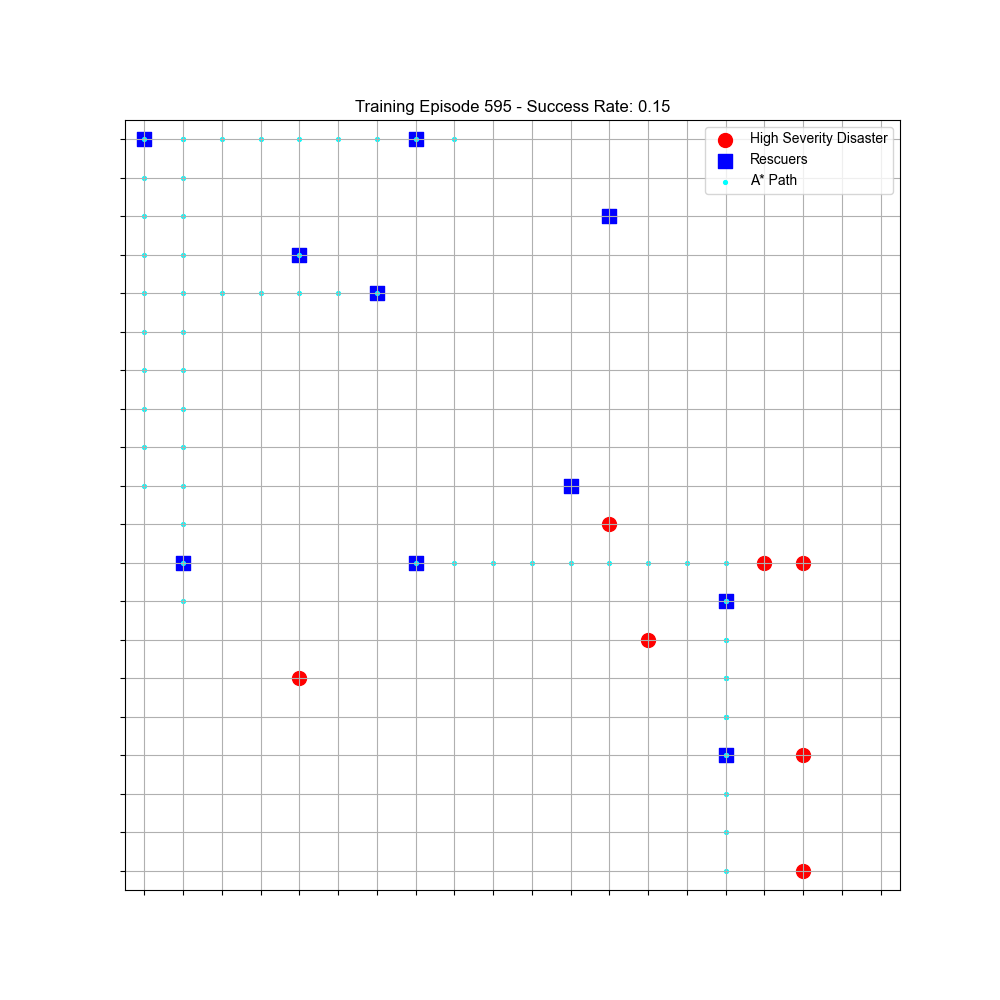 Training Episode 595 - Success Rate: 0.15
High Severity Disaster
Rescuers
A* Path